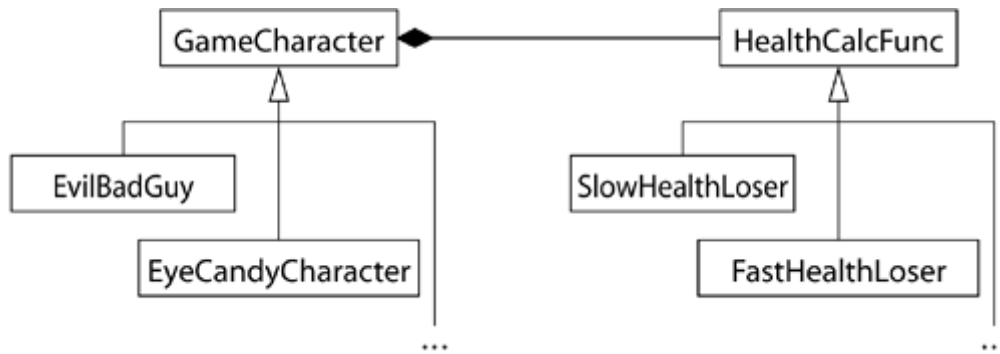 GameCharacter
HealthCalcFunc
EvilBadGuy
SlowHealthLoser
EyeCandyCharacter
FastHealthLoser
...
..